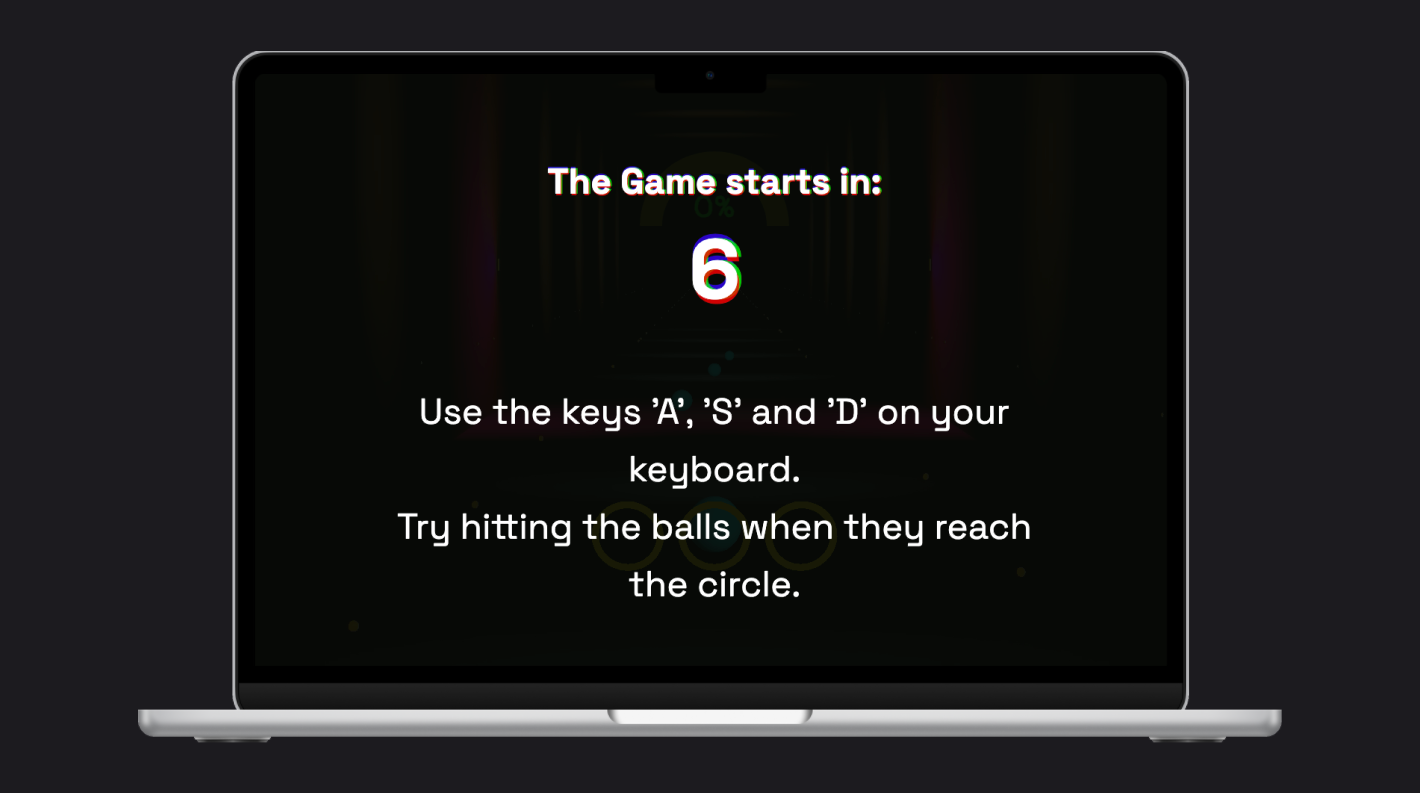 The Game starts in:
0%
6
Use the keys 'A', 'S' and 'D' on your
keyboard.
Try hitting the balls when they reach
the circle.